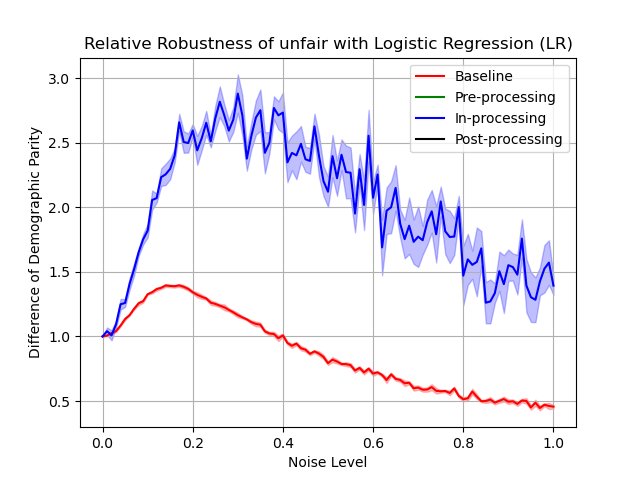 Relative Robustness of unfair with Logistic Regression (LR)
Difference of Demographic Parity
3.0
2.5
2.0
1.5
1.0
0.5
Baseline
Pre-processing
In-processing
Post-processing
0.0 0.2 0.4 0.6 0.8 1.0
Noise Level